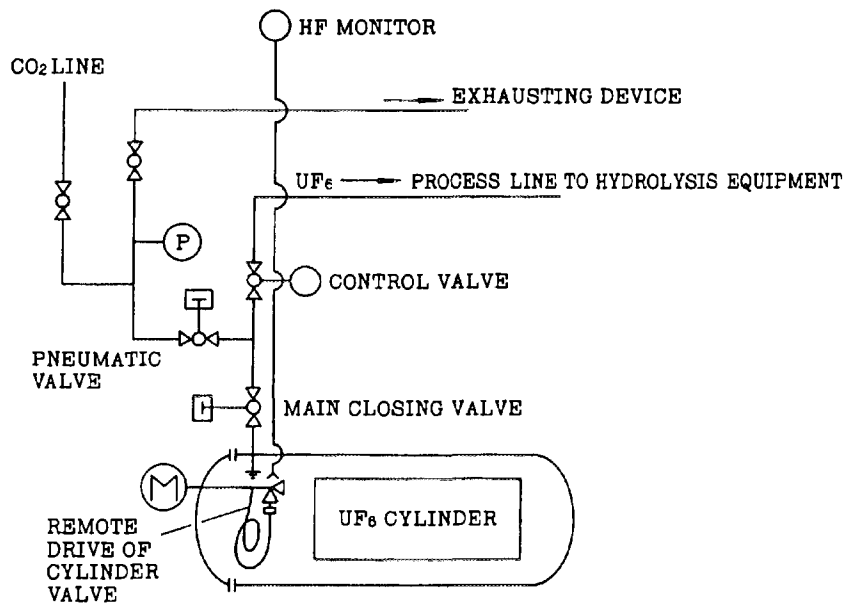 HF MONITOR
CO₂ LINE
EXHAUSTING DEVICE
UF₆ PROCESS LINE TO HYDROLYSIS EQUIPMENT
P
CONTROL VALVE
PNEUMATIC
VALVE
MAIN CLOSING VALVE
M
UF₆ CYLINDER
REMOTE
DRIVE OF
CYLINDER
VALVE